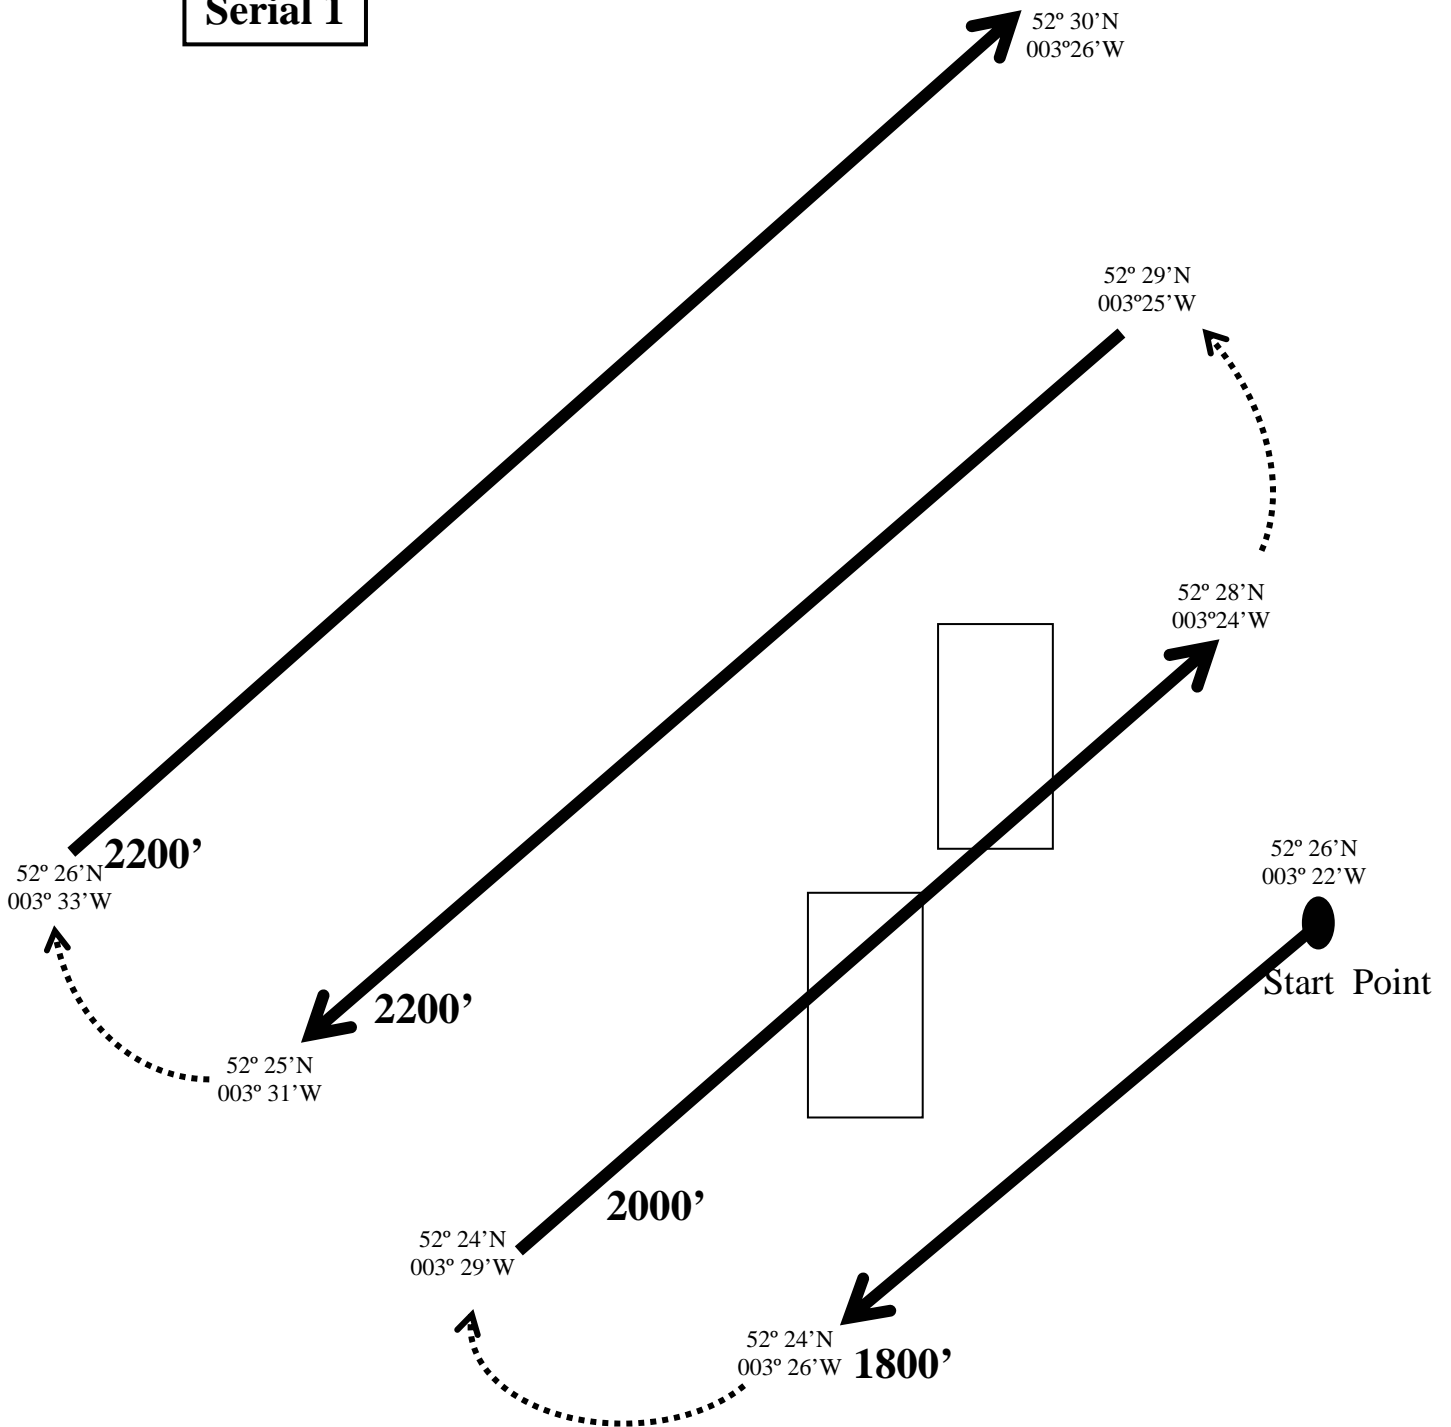 Serial 1
52º 30’N
003º26’W
52º 29’N
003º25’W
52º 28’N
003º24’W
2200’
52º 26’N
003º 33’W
52º 26’N
003º 22’W
Start Point
2200’
52º 25’N
003º 31’W
2000’
52º 24’N
003º 29’W
52º 24’N
003º 26’W
1800’